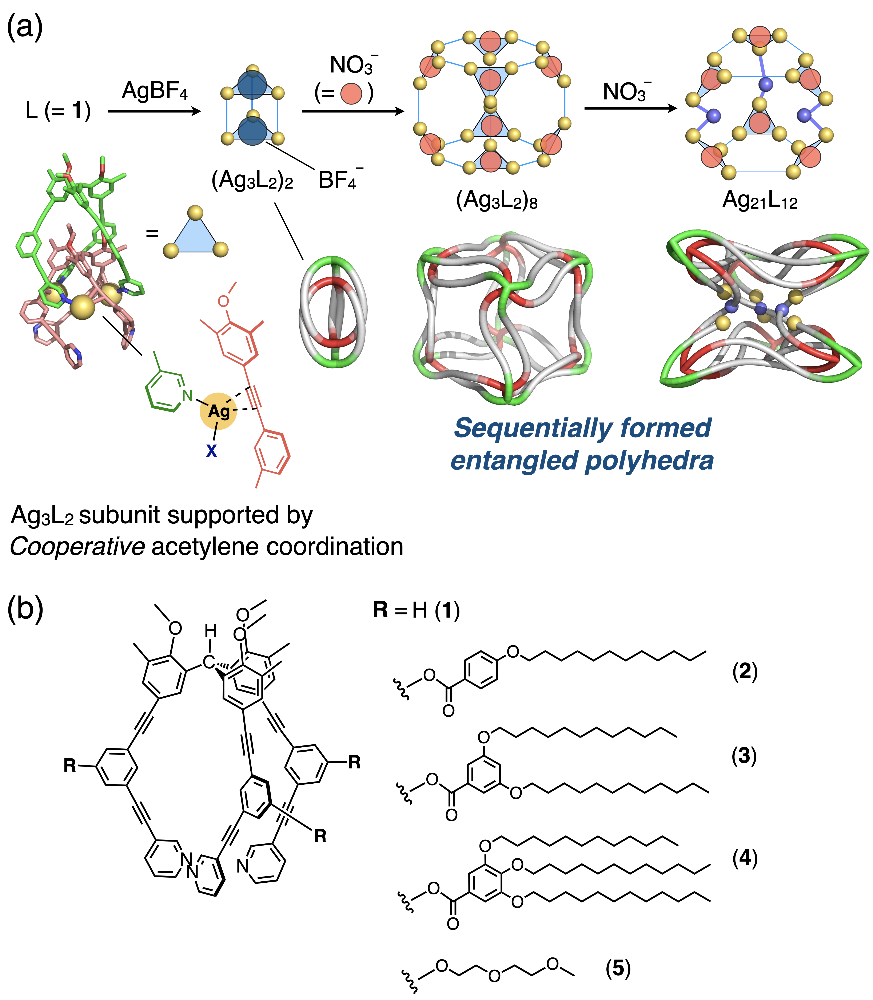 (a)
L (= 1)
AgBF4
NO3−
(= )
NO3−
(Ag3L2)2
BF4−
(Ag3L2)8
Ag21L12
=
O
N
Ag
X
Sequentially formed
entangled polyhedra
Ag3L2 subunit supported by
Cooperative acetylene coordination
(b)
R = H (1)
O
H
O
O
C
R
R
R
N
N
N
O
O
O
(2)
O
O
O
O
(3)
O
O
O
O
O
(4)
O
O
O
(5)